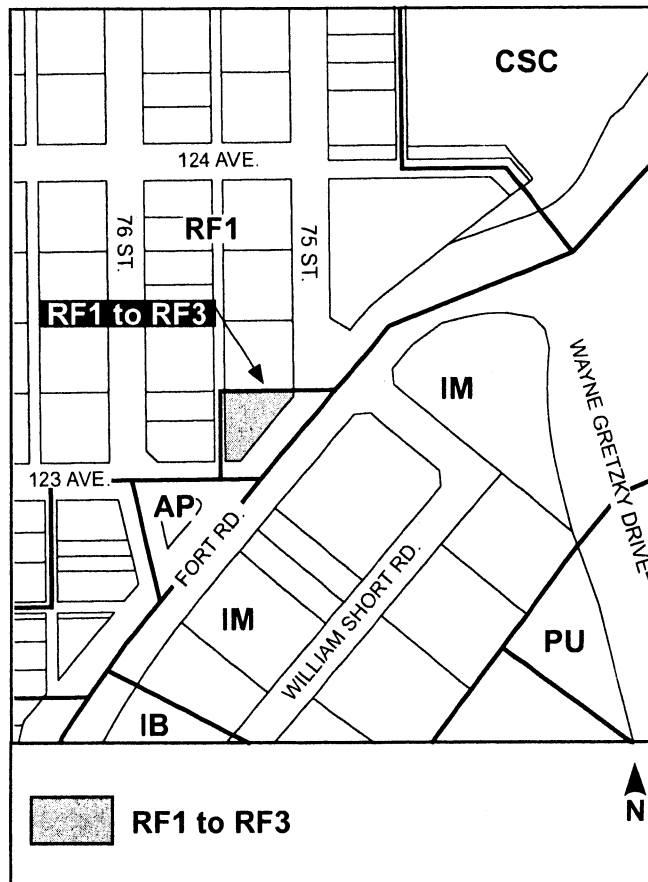 CSC
124 AVE.
RF1
76 ST.
75 ST.
RF1 to RF3
IM
WAYNE GRETZKY DRIVE
123 AVE.
AP
FORT RD.
IM
WILLIAM SHORT RD.
PU
IB
N
RF1 to RF3